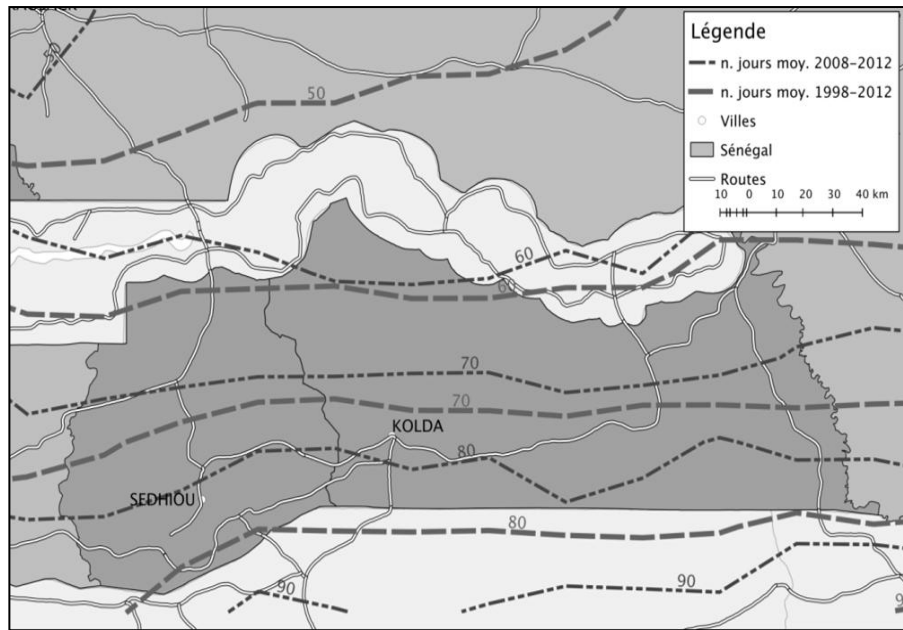 Légende
n. jours moy. 2008-2012
n. jours moy. 1998-2012
Villes
Sénégal
Routes
10 0 10 20 30 40 km
50
60
60
70
70
KOLDA
80
SEDHIOU
80
90
90